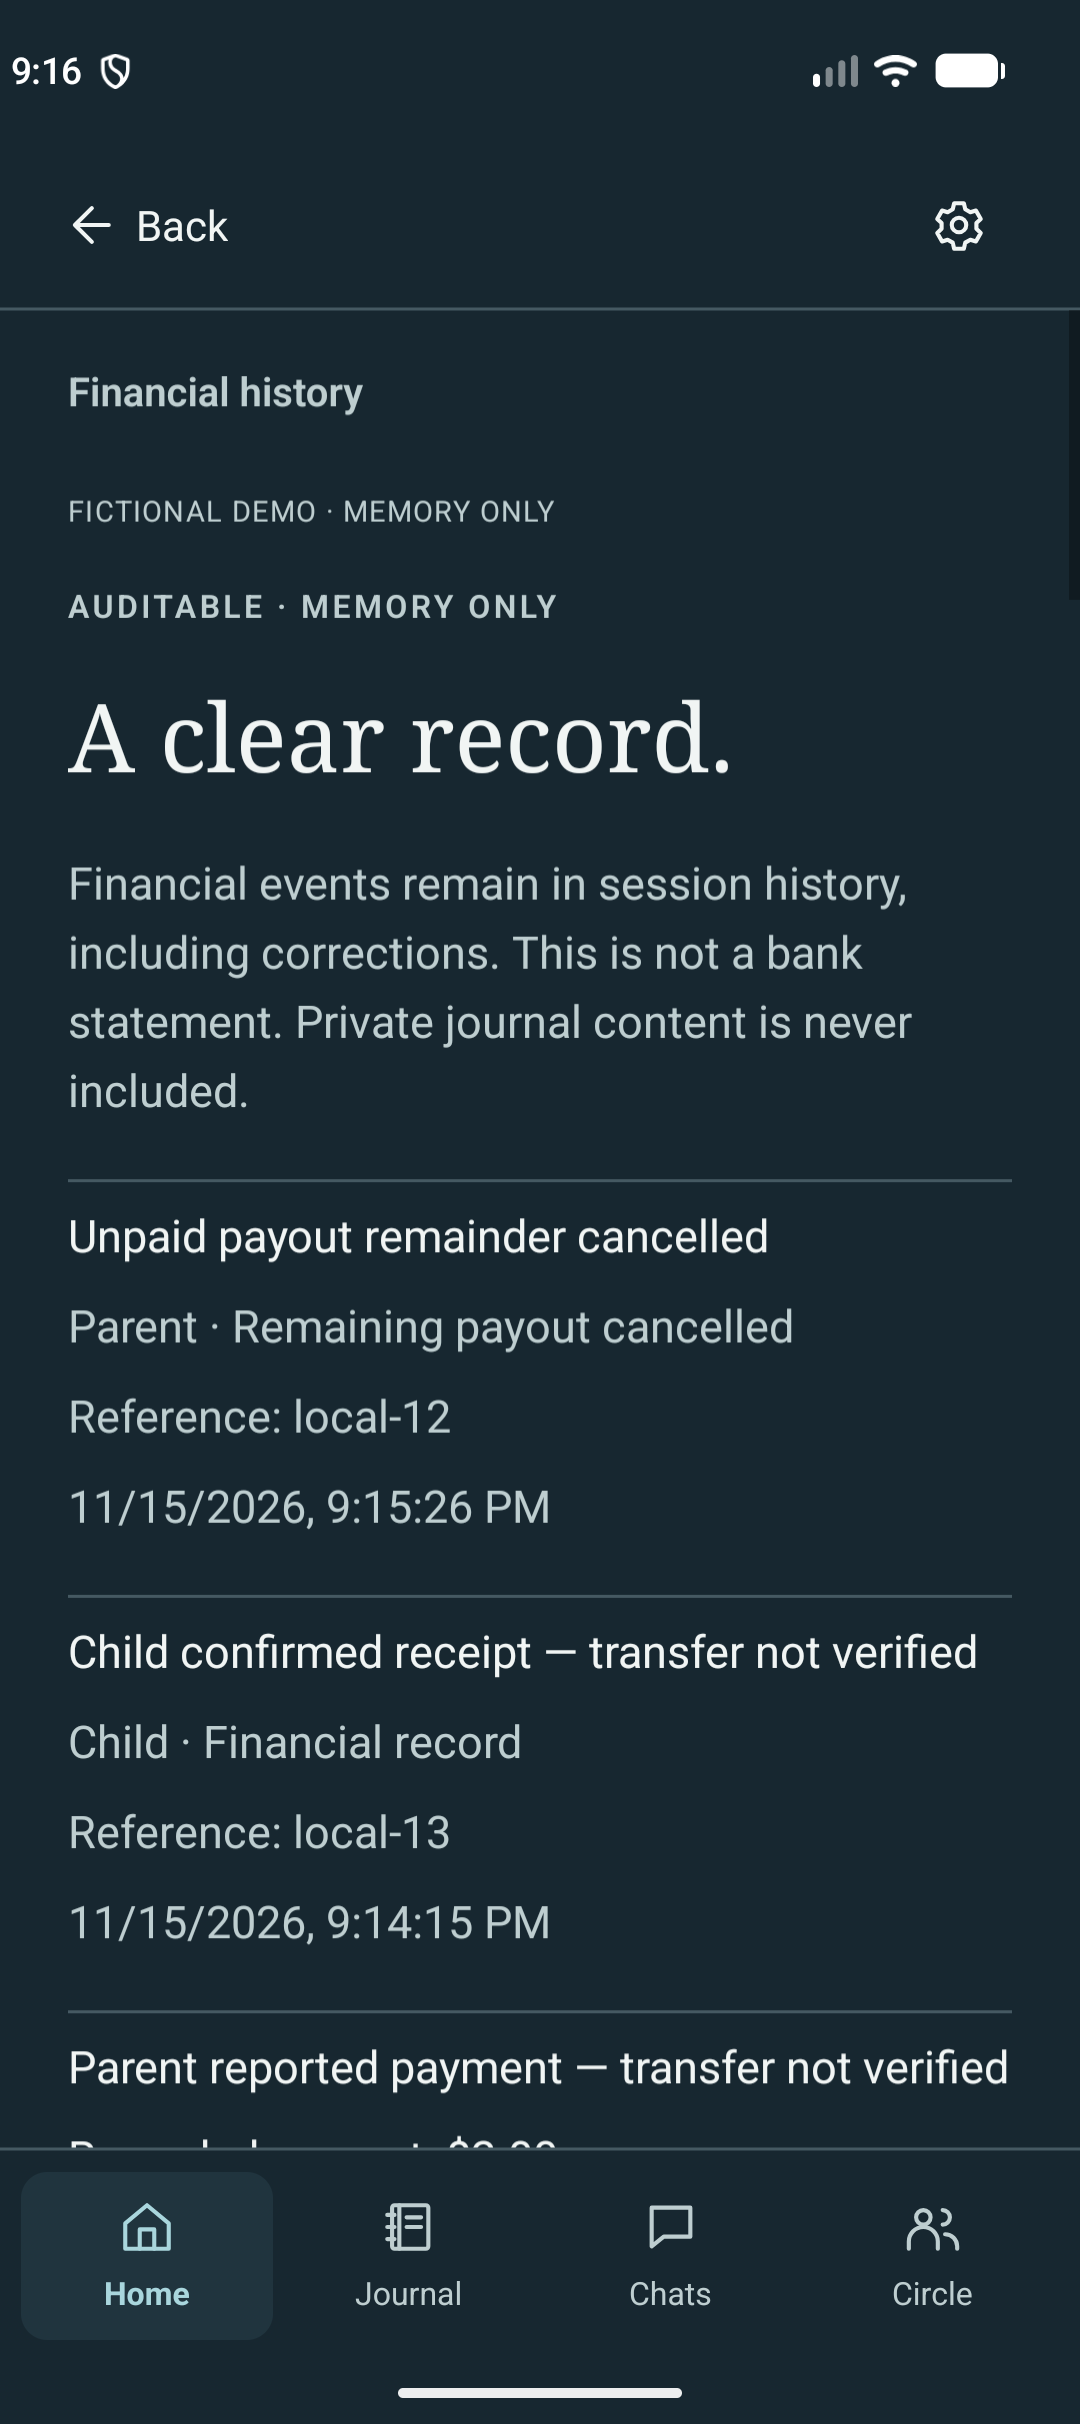 9:16
Back
Financial history
FICTIONAL DEMO · MEMORY ONLY
AUDITABLE · MEMORY ONLY
A clear record.
Financial events remain in session history,
including corrections. This is not a bank
statement. Private journal content is never
included.
Unpaid payout remainder cancelled
Parent · Remaining payout cancelled
Reference: local-12
11/15/2026, 9:15:26 PM
Child confirmed receipt — transfer not verified
Child · Financial record
Reference: local-13
11/15/2026, 9:14:15 PM
Parent reported payment — transfer not verified
Home
Journal
Chats
Circle